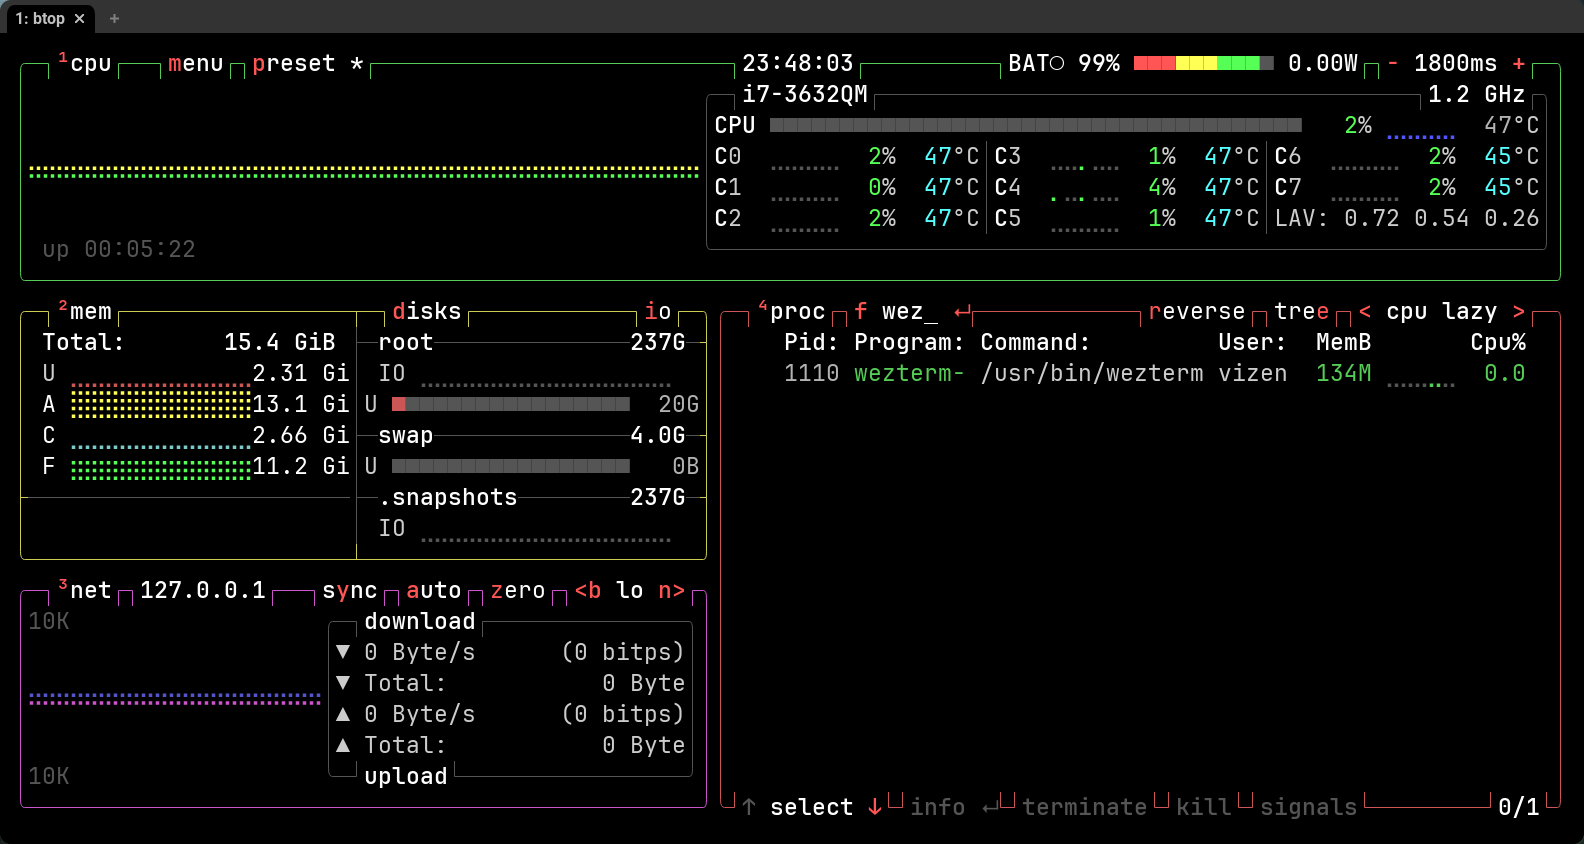 1: btop ✕ +
¹cpu menu preset * 23:48:03 BAT○ 99% 0.00W - 1800ms +
i7-3632QM 1.2 GHz
CPU 2% 47°C
C0 2% 47°C C3 1% 47°C C6 2% 45°C
C1 0% 47°C C4 4% 47°C C7 2% 45°C
C2 2% 47°C C5 1% 47°C LAV: 0.72 0.54 0.26
up 00:05:22
²mem disks io
Total: 15.4 GiB root 237G
U 2.31 Gi IO
A 13.1 Gi U 20G
C 2.66 Gi swap 4.0G
F 11.2 Gi U 0B
.snapshots 237G
IO
³net 127.0.0.1 sync auto zero <b lo n>
10K download
▼ 0 Byte/s (0 bitps)
▼ Total: 0 Byte
▲ 0 Byte/s (0 bitps)
▲ Total: 0 Byte
10K upload
⁴proc f wez_ ↵ reverse tree < cpu lazy >
Pid: Program: Command: User: MemB Cpu%
1110 wezterm- /usr/bin/wezterm vizen 134M 0.0
↑ select ↓ info ↵ terminate kill signals 0/1